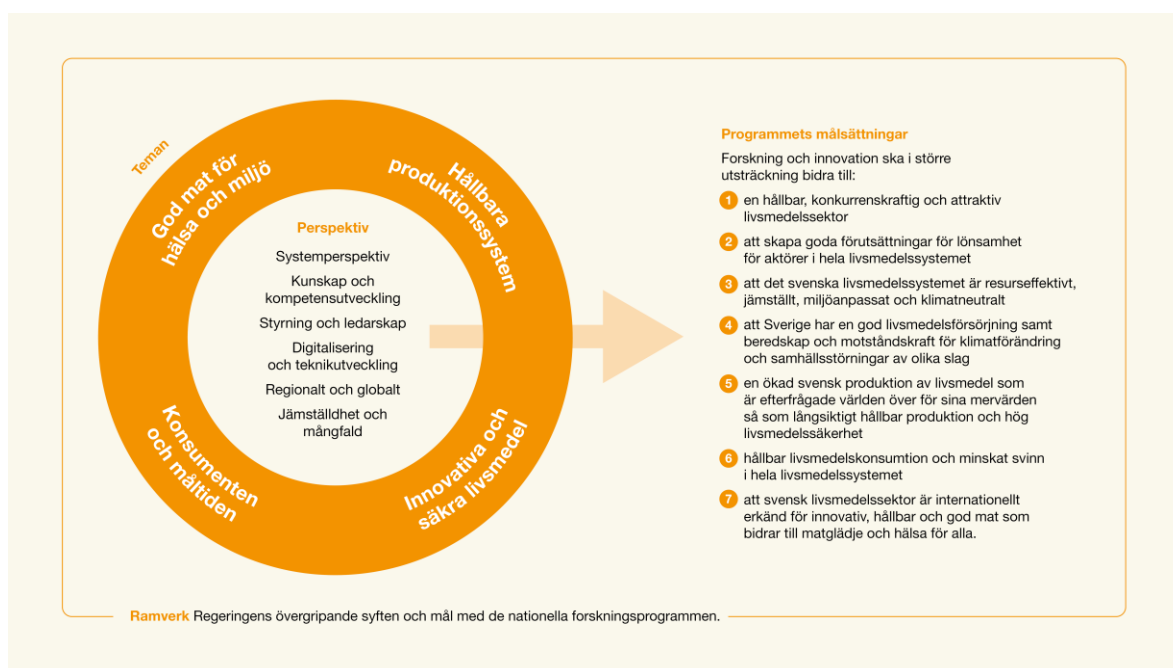 Teman
God mat för
hälsa och miljö
Hållbara
produktionssystem
Konsumenten
och måltiden
Innovativa och
säkra livsmedel
Perspektiv
Systemperspektiv
Kunskap och
kompetensutveckling
Styrning och ledarskap
Digitalisering
och teknikutveckling
Regionalt och globalt
Jämställdhet och
mångfald
Programmets målsättningar
Forskning och innovation ska i större
utsträckning bidra till:
1 en hållbar, konkurrenskraftig och attraktiv
livsmedelssektor
2 att skapa goda förutsättningar för lönsamhet
för aktörer i hela livsmedelssystemet
3 att det svenska livsmedelssystemet är resurseffektivt,
jämställt, miljöanpassat och klimatneutralt
4 att Sverige har en god livsmedelsförsörjning samt
beredskap och motståndskraft för klimatförändring
och samhällsstörningar av olika slag
5 en ökad svensk produktion av livsmedel som
är efterfrågade världen över för sina mervärden
så som långsiktigt hållbar produktion och hög
livsmedelssäkerhet
6 hållbar livsmedelskonsumtion och minskat svinn
i hela livsmedelssystemet
7 att svensk livsmedelssektor är internationellt
erkänd för innovativ, hållbar och god mat som
bidrar till matglädje och hälsa för alla.
Ramverk Regeringens övergripande syften och mål med de nationella forskningsprogrammen.